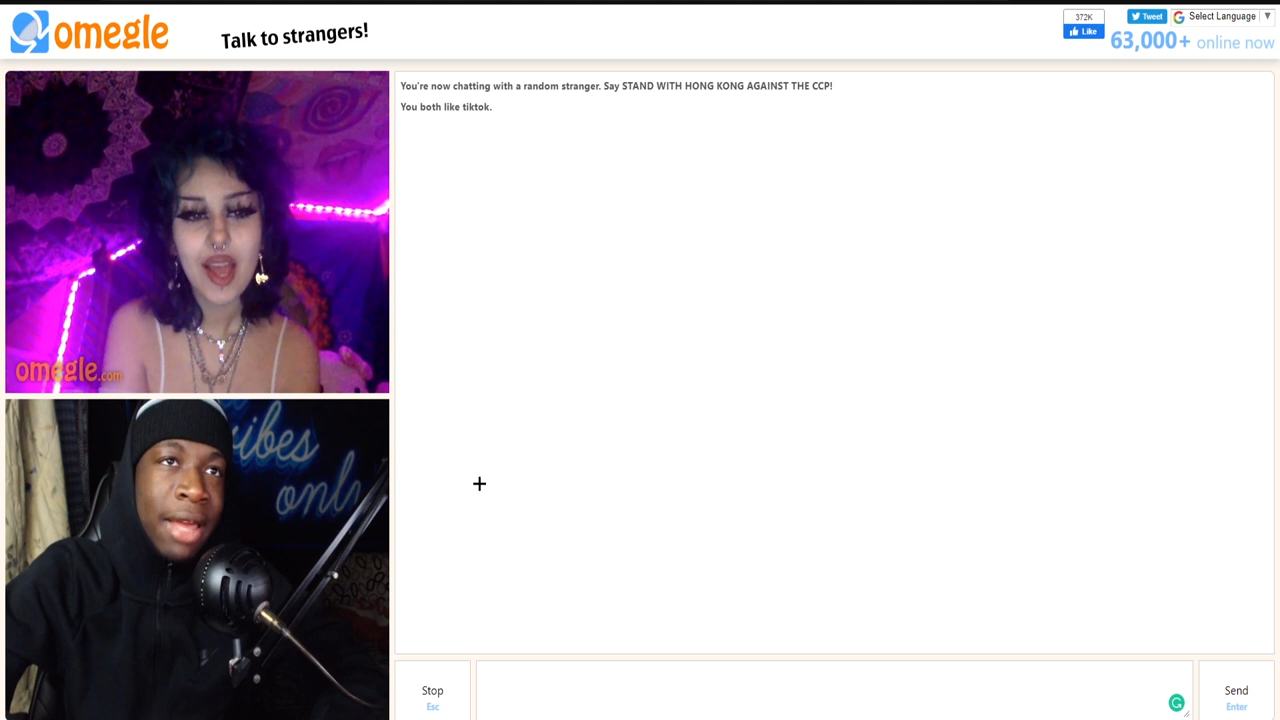 omegle
Talk to strangers!
372K
Like
Tweet
Select Language
63,000+ online now
You're now chatting with a random stranger. Say STAND WITH HONG KONG AGAINST THE CCP!
You both like tiktok.
omegle.com
vibes
only
Stop
Esc
Send
Enter